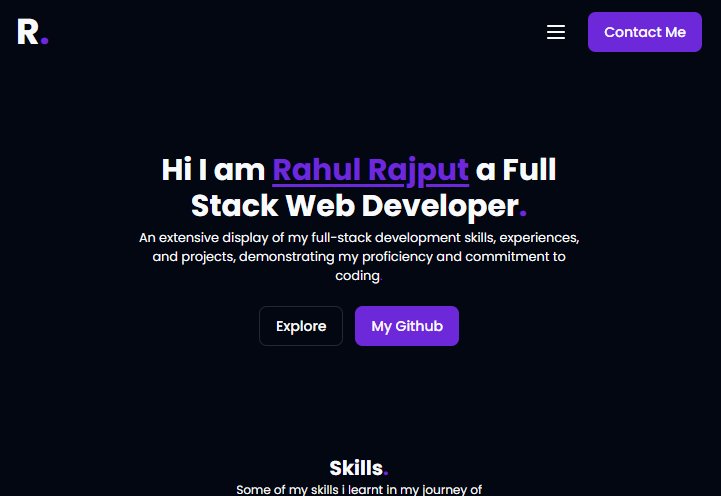 R.
Contact Me
Hi I am Rahul Rajput a Full
Stack Web Developer.
An extensive display of my full-stack development skills, experiences,
and projects, demonstrating my proficiency and commitment to
coding.
Explore
My Github
Skills.
Some of my skills i learnt in my journey of